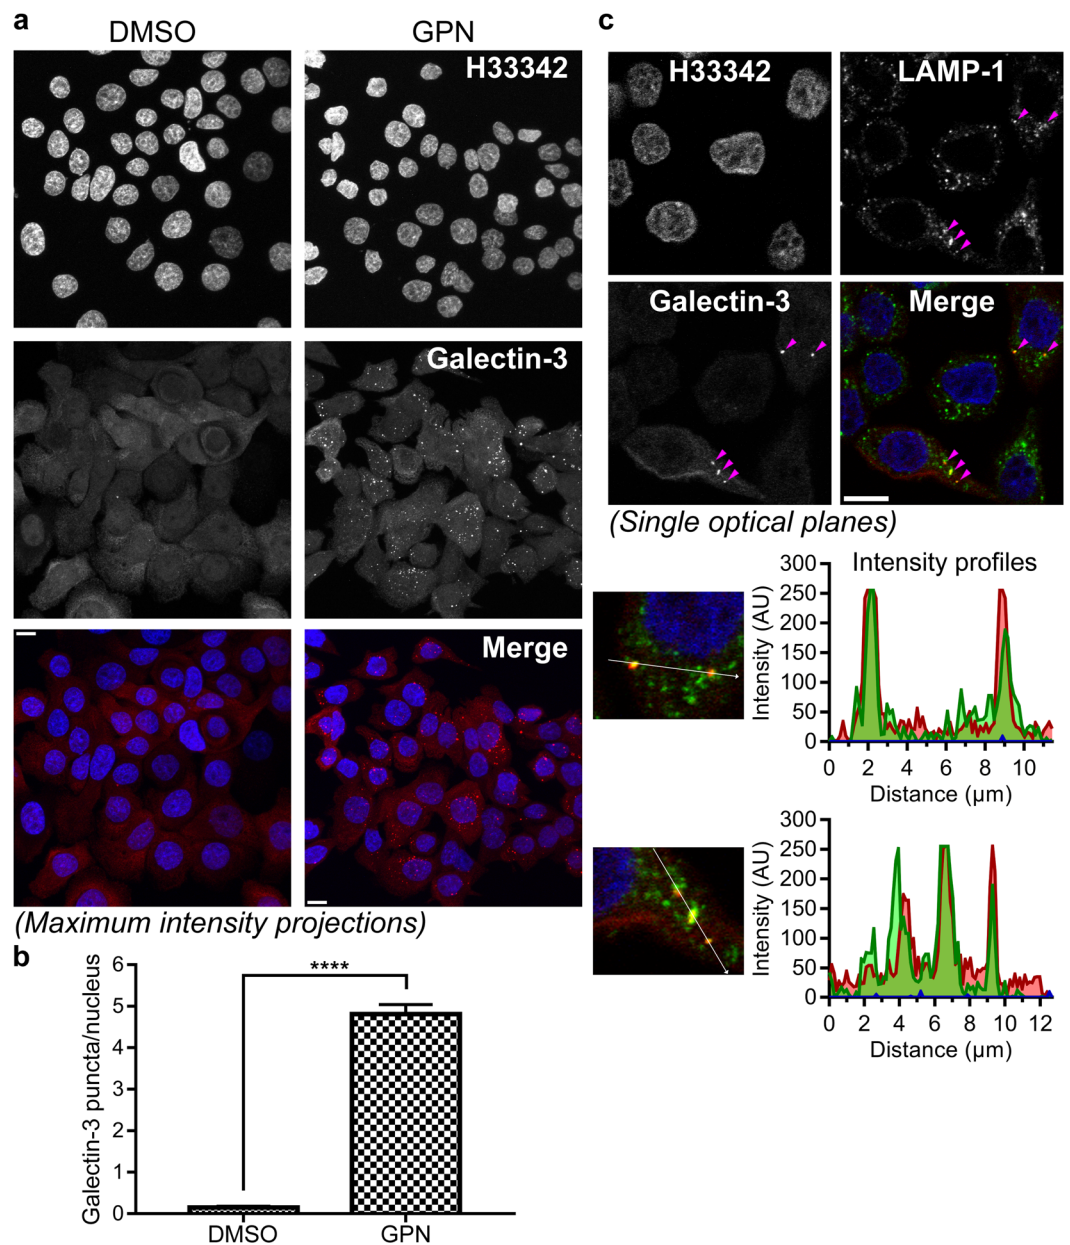 a
DMSO
GPN
H33342
Galectin-3
Merge
(Maximum intensity projections)
b
Galectin-3 puncta/nucleus
6
5
4
3
2
1
0
****
DMSO
GPN
c
H33342
LAMP-1
Galectin-3
Merge
(Single optical planes)
Intensity profiles
Intensity (AU)
300
250
200
150
100
50
0
0 2 4 6 8 10
Distance (µm)
Intensity (AU)
300
250
200
150
100
50
0
0 2 4 6 8 10 12
Distance (µm)